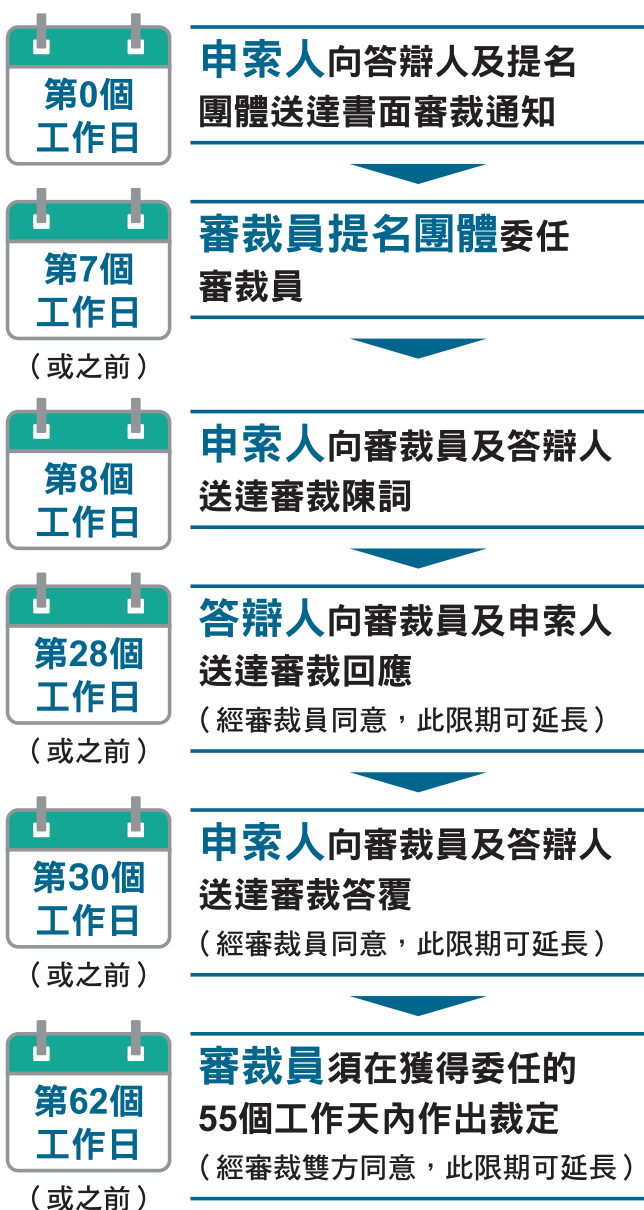 第0個
工作日
申索人向答辯人及提名
團體送達書面審裁通知
第7個
工作日
（或之前）
審裁員提名團體委任
審裁員
第8個
工作日
申索人向審裁員及答辯人
送達審裁陳詞
第28個
工作日
（或之前）
答辯人向審裁員及申索人
送達審裁回應
（經審裁員同意，此限期可延長）
第30個
工作日
（或之前）
申索人向審裁員及答辯人
送達審裁答覆
（經審裁員同意，此限期可延長）
第62個
工作日
（或之前）
審裁員須在獲得委任的
55個工作天內作出裁定
（經審裁雙方同意，此限期可延長）